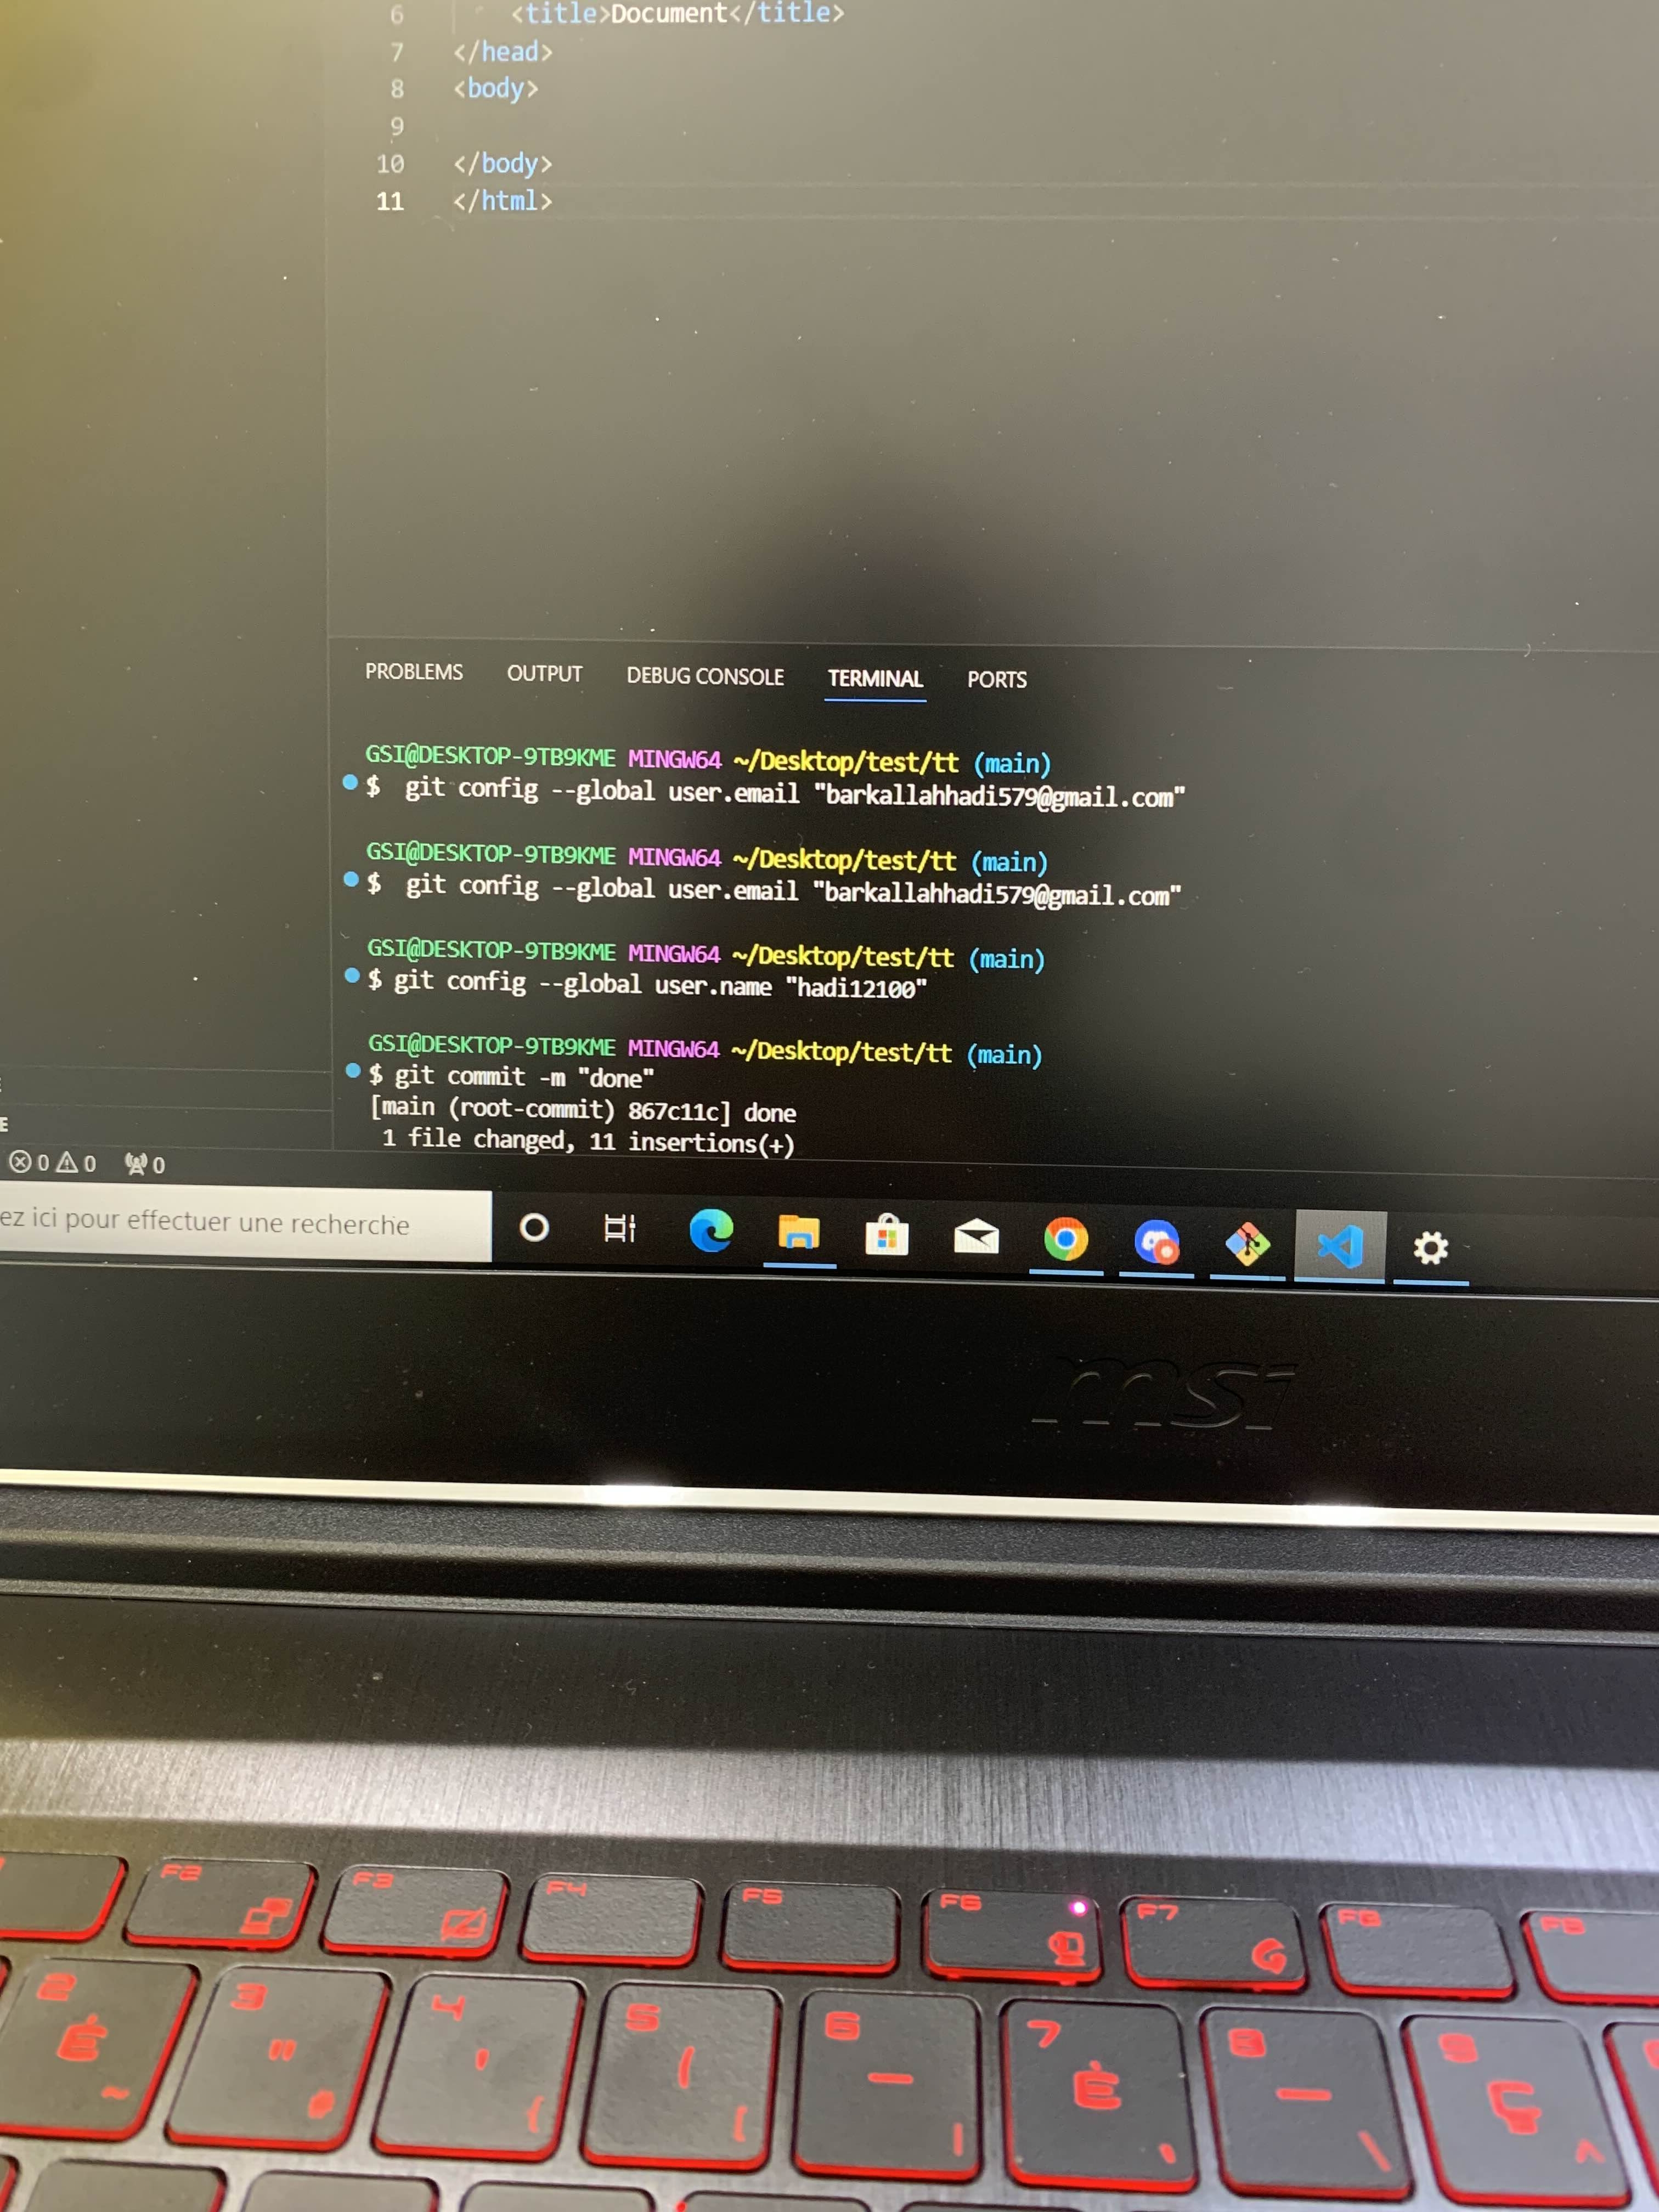 6 <title>Document</title>
7 </head>
8 <body>
9
10 </body>
11 </html>
PROBLEMS OUTPUT DEBUG CONSOLE TERMINAL PORTS
GSI@DESKTOP-9TB9KME MINGW64 ~/Desktop/test/tt (main)
$ git config --global user.email "barkallahhadi579@gmail.com"
GSI@DESKTOP-9TB9KME MINGW64 ~/Desktop/test/tt (main)
$ git config --global user.email "barkallahhadi579@gmail.com"
GSI@DESKTOP-9TB9KME MINGW64 ~/Desktop/test/tt (main)
$ git config --global user.name "hadi12100"
GSI@DESKTOP-9TB9KME MINGW64 ~/Desktop/test/tt (main)
$ git commit -m "done"
[main (root-commit) 867c11c] done
1 file changed, 11 insertions(+)
E
0 0 0
ez ici pour effectuer une recherche
msi
F2 F3 F4 F5 F6 F7 F8 F9
2 É ~ 3 " # 4 ' { 5 ( [ 6 - | 7 È ` 8 _ \ 9 Ç ^